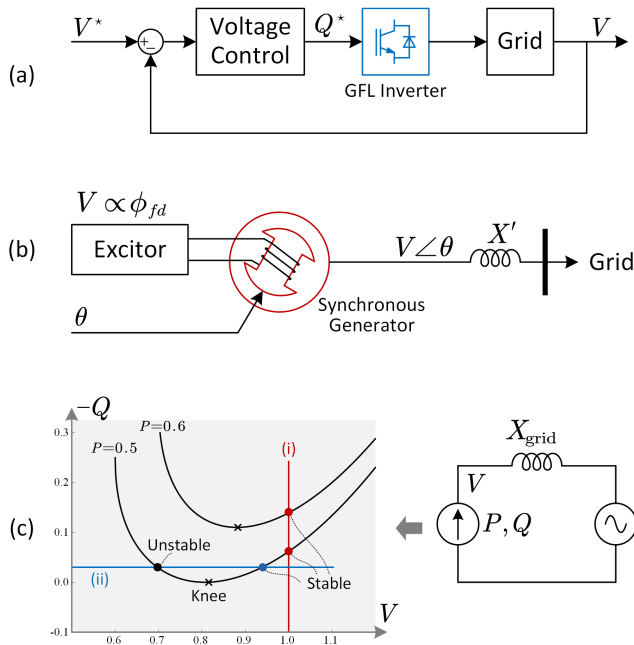 (a)
V*
+
−
Voltage
Control
Q*
GFL Inverter
Grid
V
(b)
V ∝ ϕ_fd
Excitor
θ
Synchronous
Generator
V∠θ
X′
Grid
(c)
−Q
0.3
0.2
0.1
0.0
-0.1
P=0.5
P=0.6
(i)
Unstable
(ii)
Knee
Stable
V
0.6
0.7
0.8
0.9
1.0
1.1
X_grid
V
P, Q